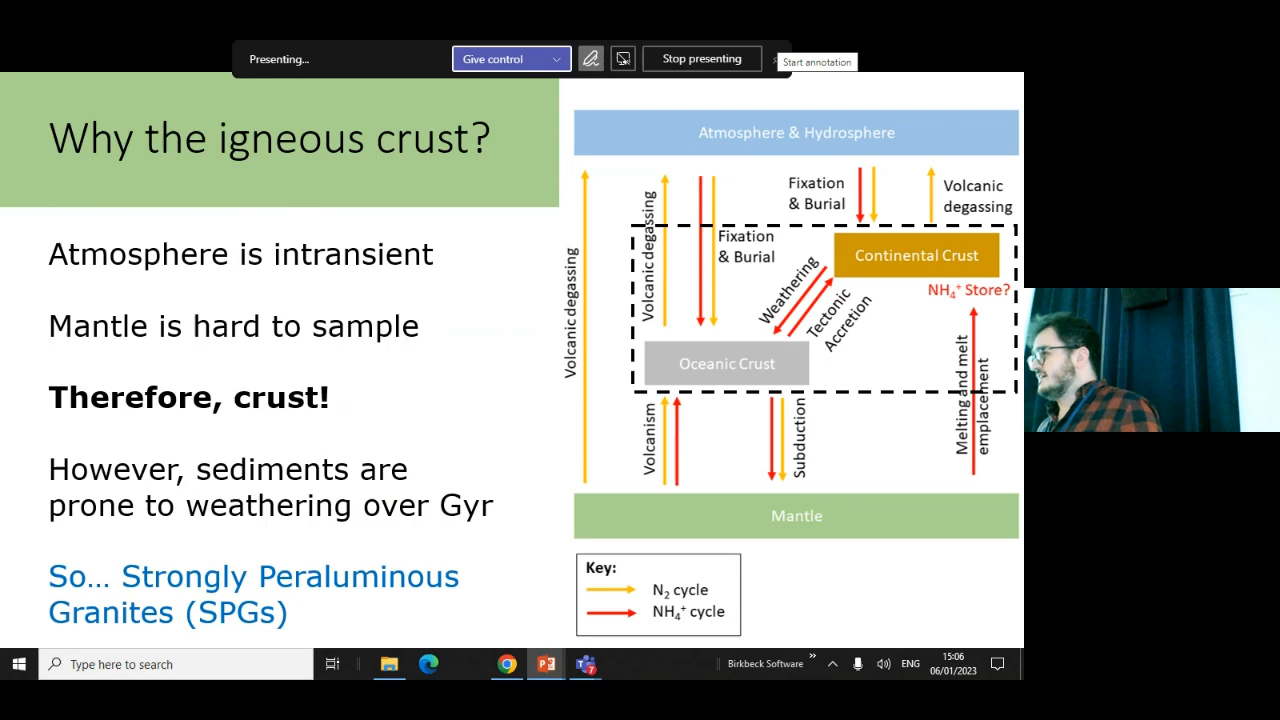 Presenting...
Give control
Stop presenting
Start annotation
Why the igneous crust?
Atmosphere is intransient
Mantle is hard to sample
Therefore, crust!
However, sediments are
prone to weathering over Gyr
So... Strongly Peraluminous
Granites (SPGs)
Atmosphere & Hydrosphere
Volcanic degassing
Volcanic degassing
Fixation
& Burial
Fixation
& Burial
Volcanic
degassing
Continental Crust
NH₄⁺ Store?
Weathering
Tectonic
Accretion
Oceanic Crust
Volcanism
Subduction
Melting and melt
emplacement
Mantle
Key:
N₂ cycle
NH₄⁺ cycle
Type here to search
Birkbeck Software
»
ENG
15:06
06/01/2023
7